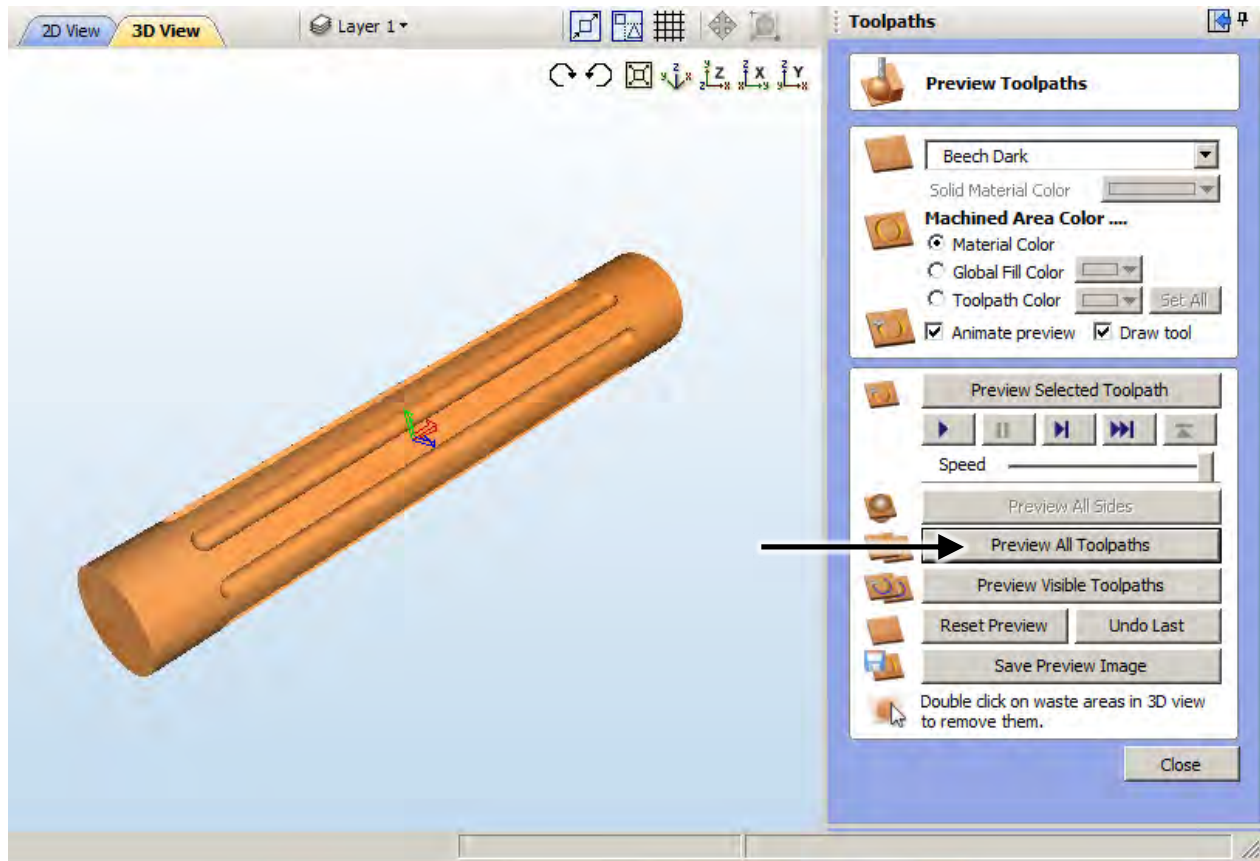 2D View 3D View Layer 1
Toolpaths
z y x
y z x Z
z x y X
z y x Y
Preview Toolpaths
Beech Dark
Solid Material Color
Machined Area Color ....
Material Color
Global Fill Color
Toolpath Color Set All
Animate preview Draw tool
Preview Selected Toolpath
Speed
Preview All Sides
Preview All Toolpaths
Preview Visible Toolpaths
Reset Preview Undo Last
Save Preview Image
Double click on waste areas in 3D view
to remove them.
Close